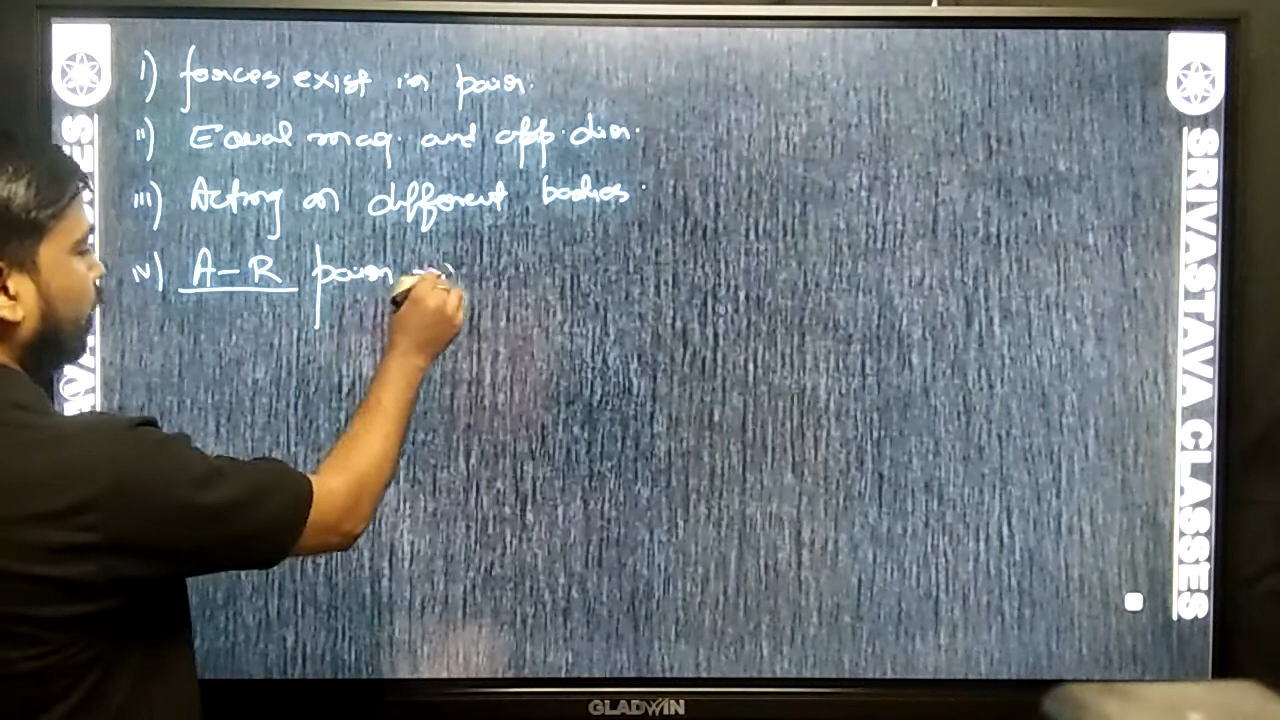 i) forces exist in pair.
ii) Equal mag. and opp. dir.
iii) Acting on different bodies.
iv) A-R pair
SRIVASTAVA CLASSES
GLADWIN